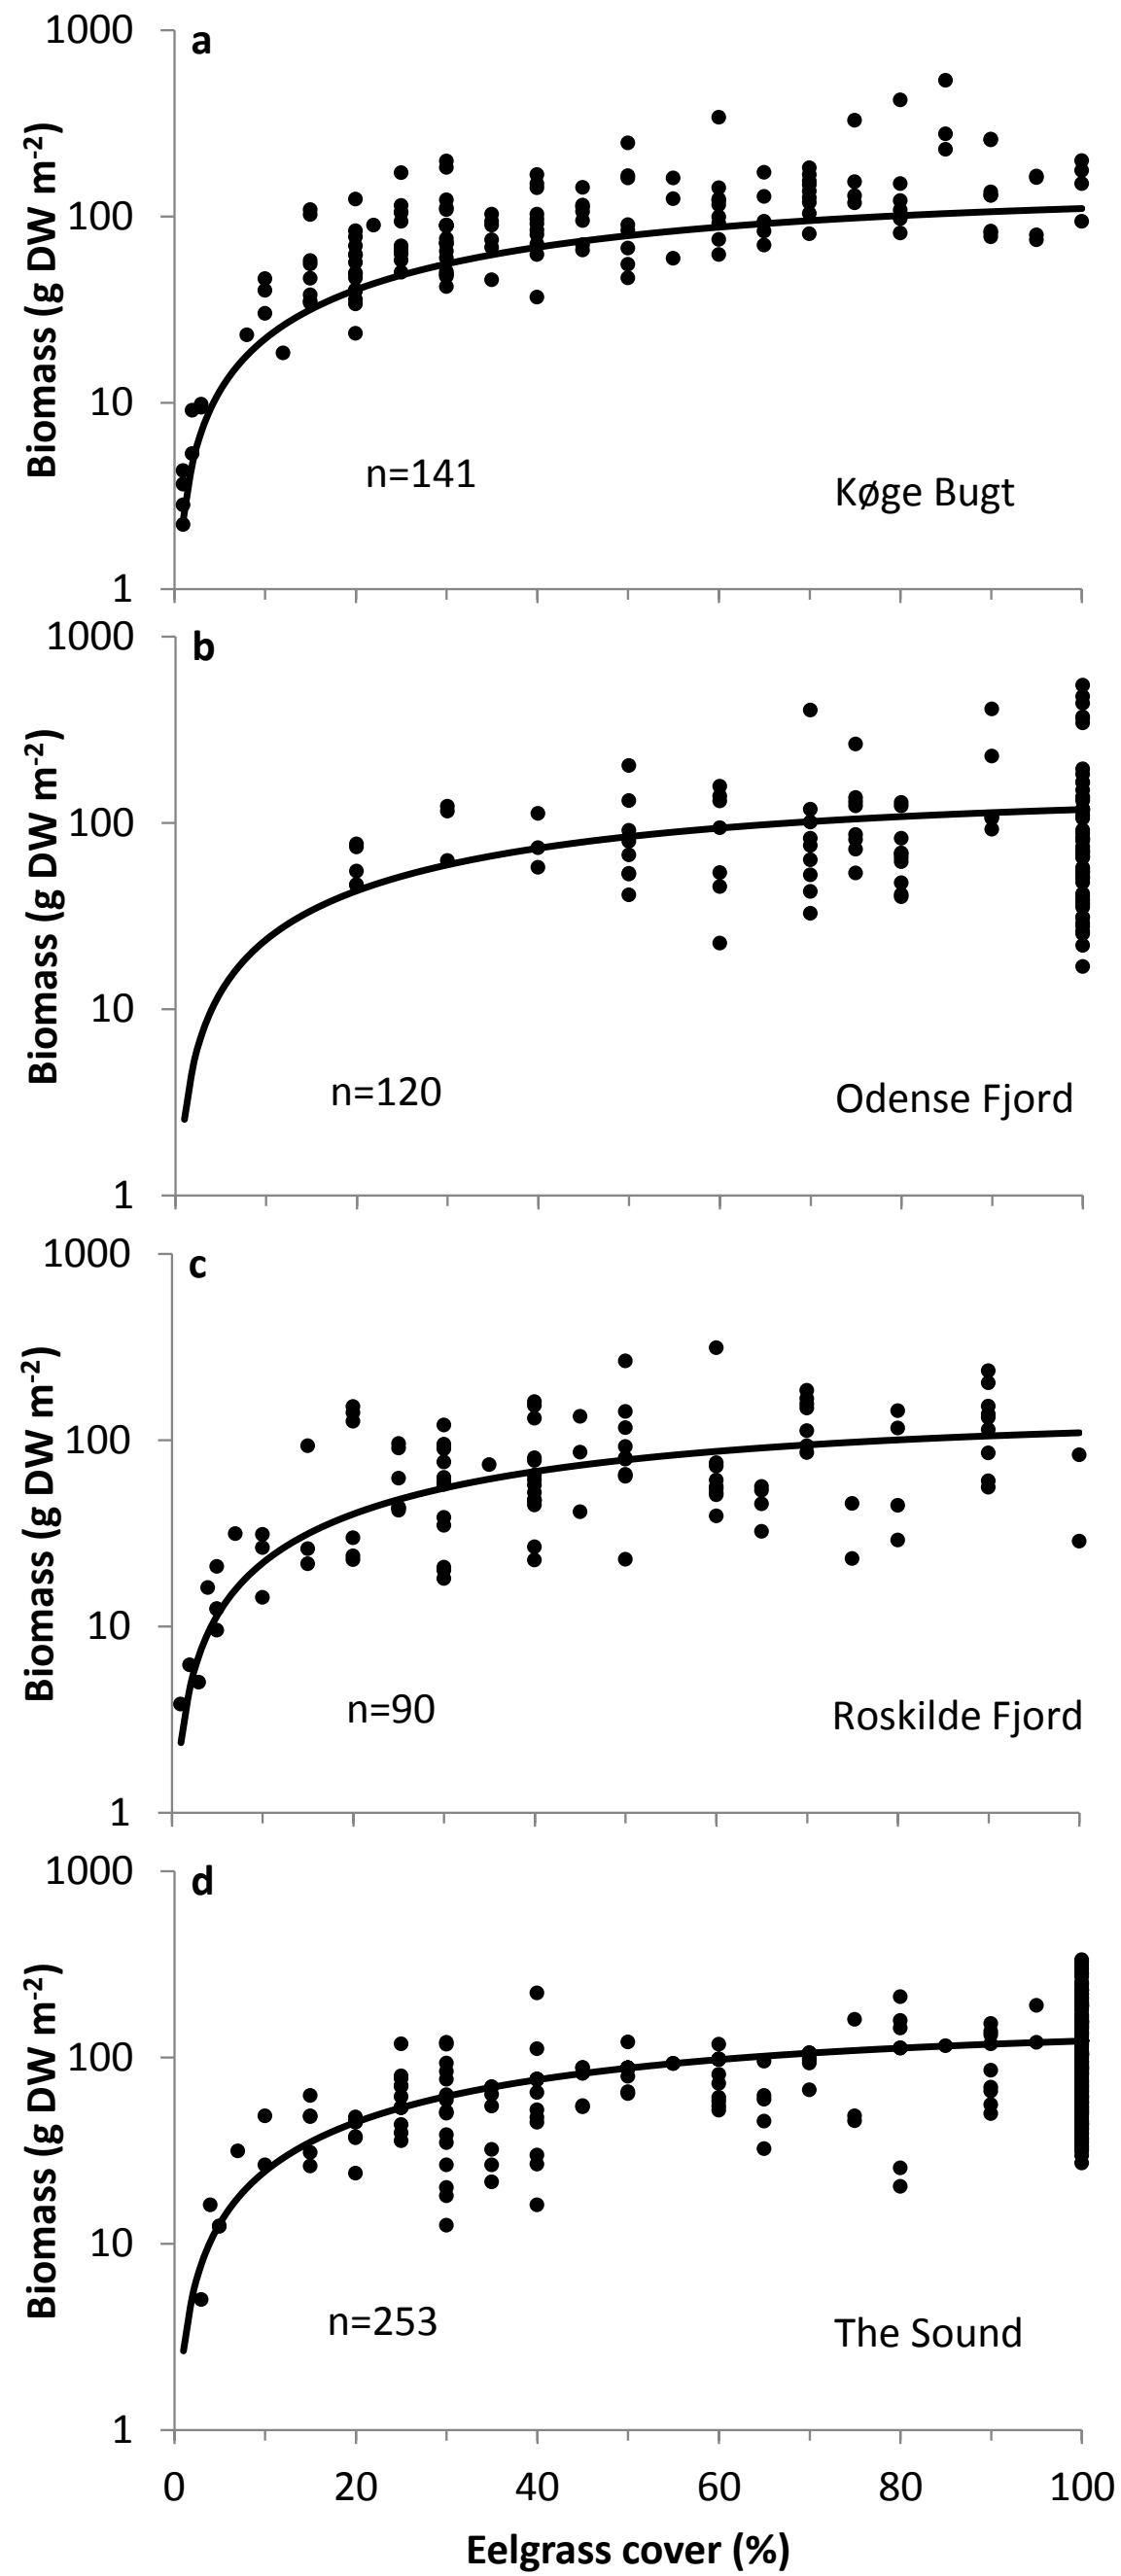 1000
a
100
10
1
Biomass (g DW m-2)
n=141
Køge Bugt
1000
b
100
10
1
Biomass (g DW m-2)
n=120
Odense Fjord
1000
c
100
10
1
Biomass (g DW m-2)
n=90
Roskilde Fjord
1000
d
100
10
1
Biomass (g DW m-2)
n=253
The Sound
0 20 40 60 80 100
Eelgrass cover (%)